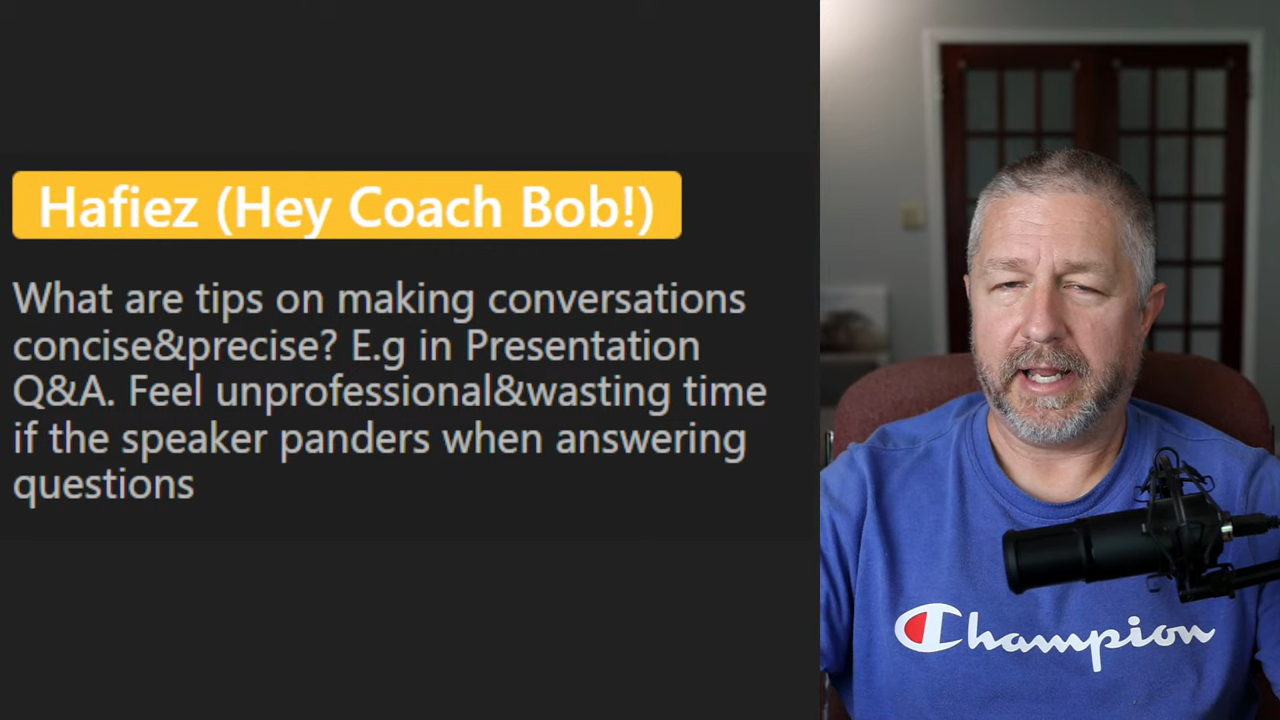 Hafiez (Hey Coach Bob!)
What are tips on making conversations
concise&precise? E.g in Presentation
Q&A. Feel unprofessional&wasting time
if the speaker panders when answering
questions
Champion